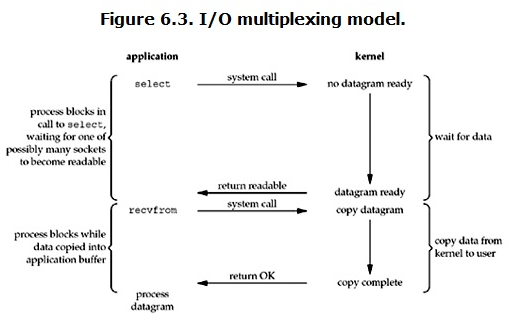 Figure 6.3. I/O multiplexing model.
application
kernel
select
system call
no datagram ready
process blocks in
call to select,
waiting for one of
possibly many sockets
to become readable
wait for data
return readable
datagram ready
recvfrom
system call
copy datagram
process blocks while
data copied into
application buffer
copy data from
kernel to user
return OK
copy complete
process
datagram